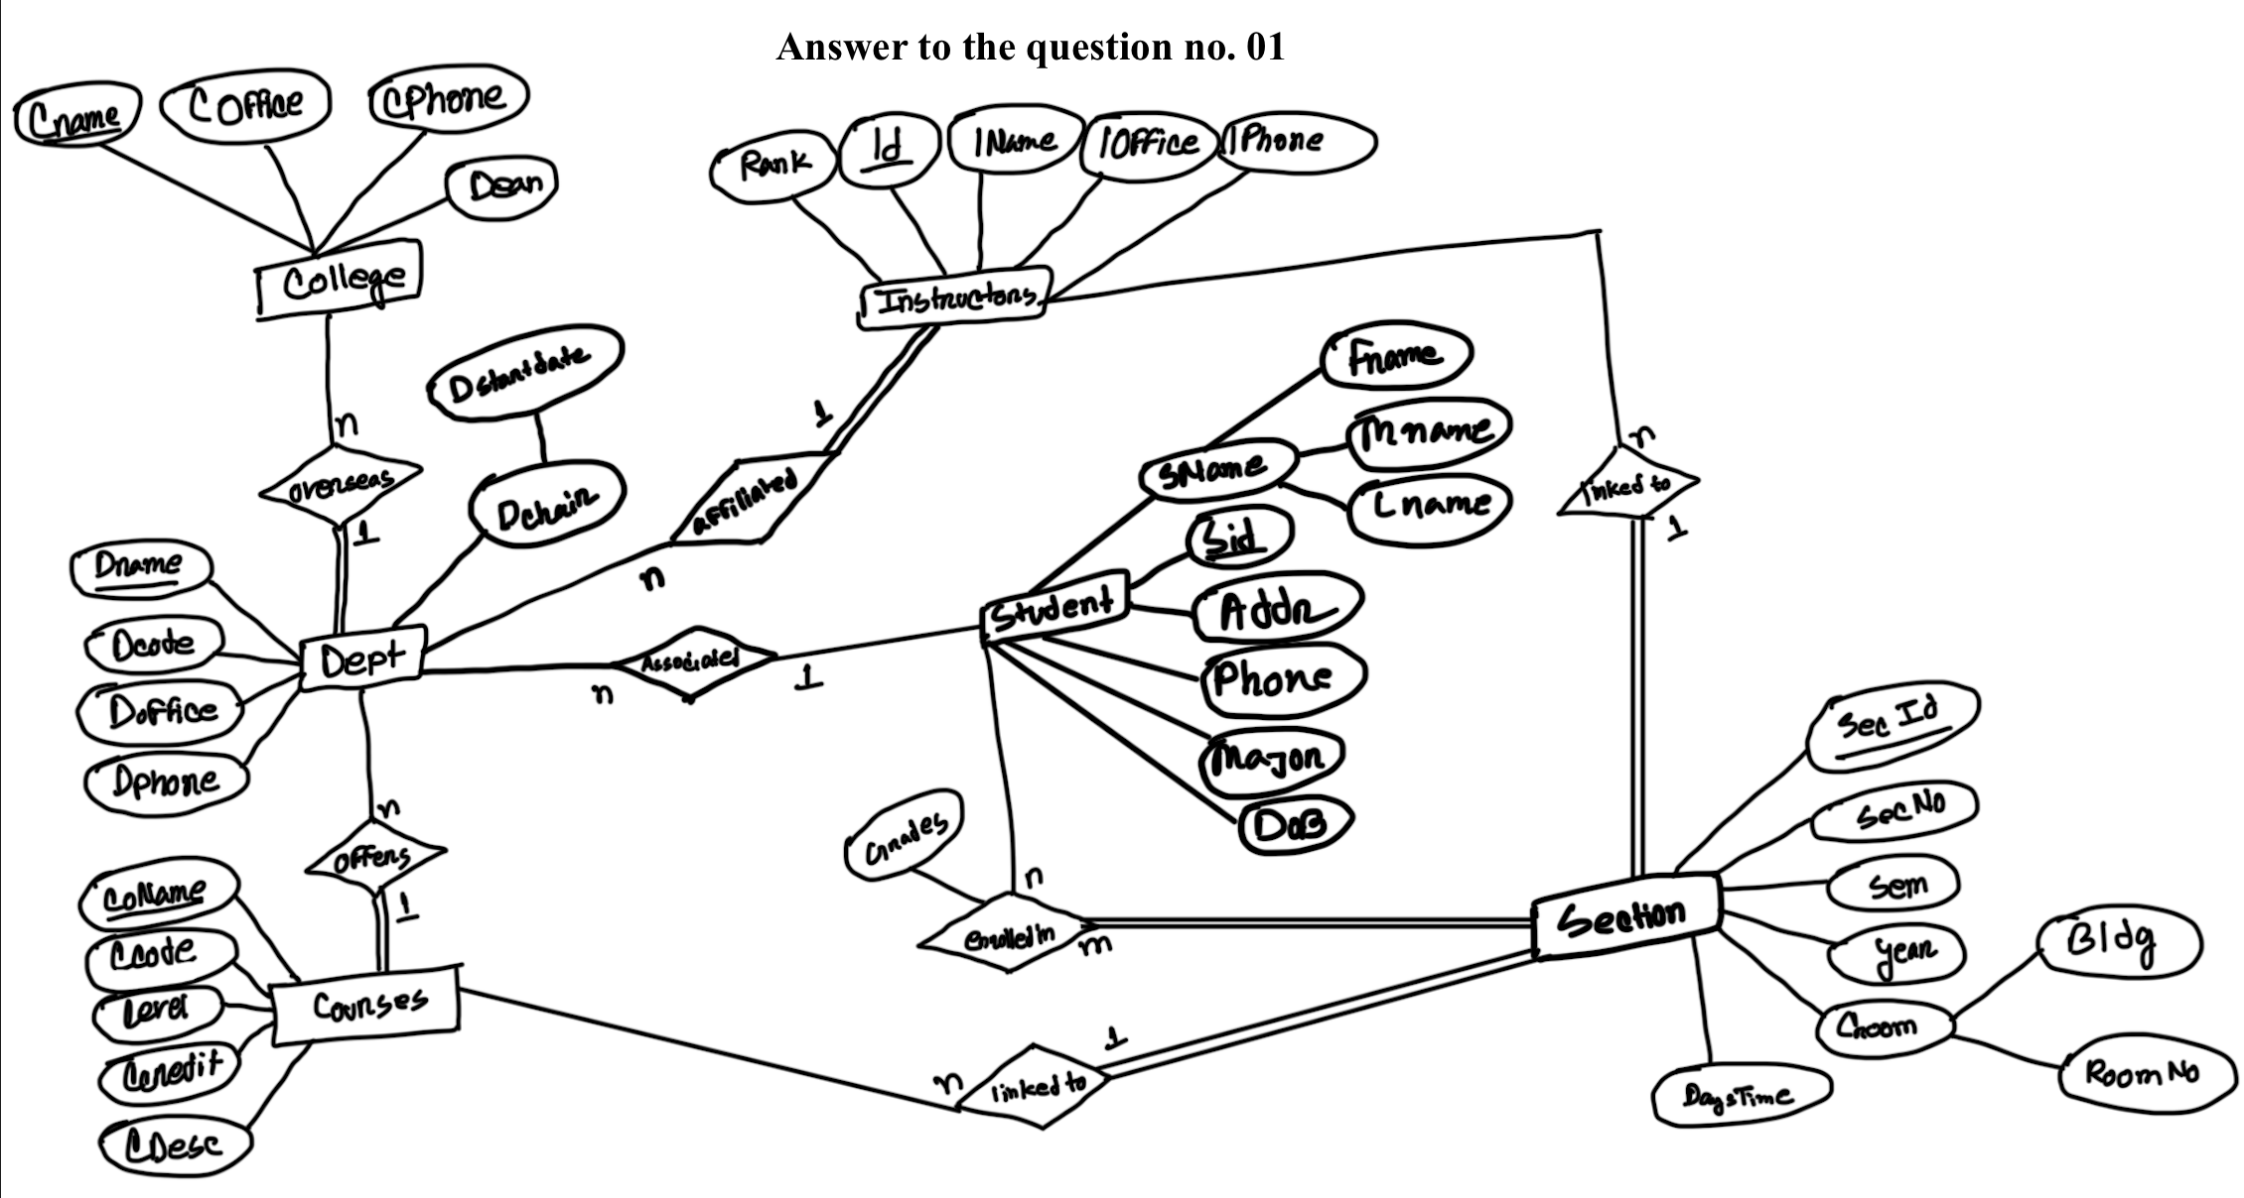 Answer to the question no. 01
Cname
COffice
CPhone
Dean
College
Rank
Id
IName
IOffice
IPhone
Instructors
n
overseas
1
Dstartdate
Dchair
1
affiliated
n
Fname
Mname
Lname
SName
Sid
Addr
Phone
Major
DoB
Student
n
linked to
1
Dname
Dcode
Doffice
Dphone
Dept
n
Associated
1
n
offers
1
Grades
n
enrolled in
m
Section
Sec Id
Sec No
Sem
year
Croom
Bldg
Room No
DaysTime
CoName
Ccode
Level
Ccredit
CDesc
Courses
n
linked to
1